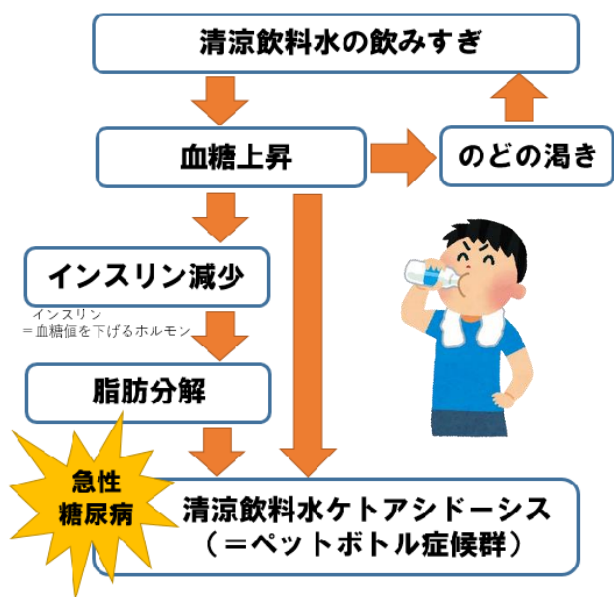 清涼飲料水の飲みすぎ
血糖上昇
のどの渇き
インスリン減少
インスリン
＝血糖値を下げるホルモン
脂肪分解
急性
糖尿病
清涼飲料水ケトアシドーシス
（＝ペットボトル症候群）